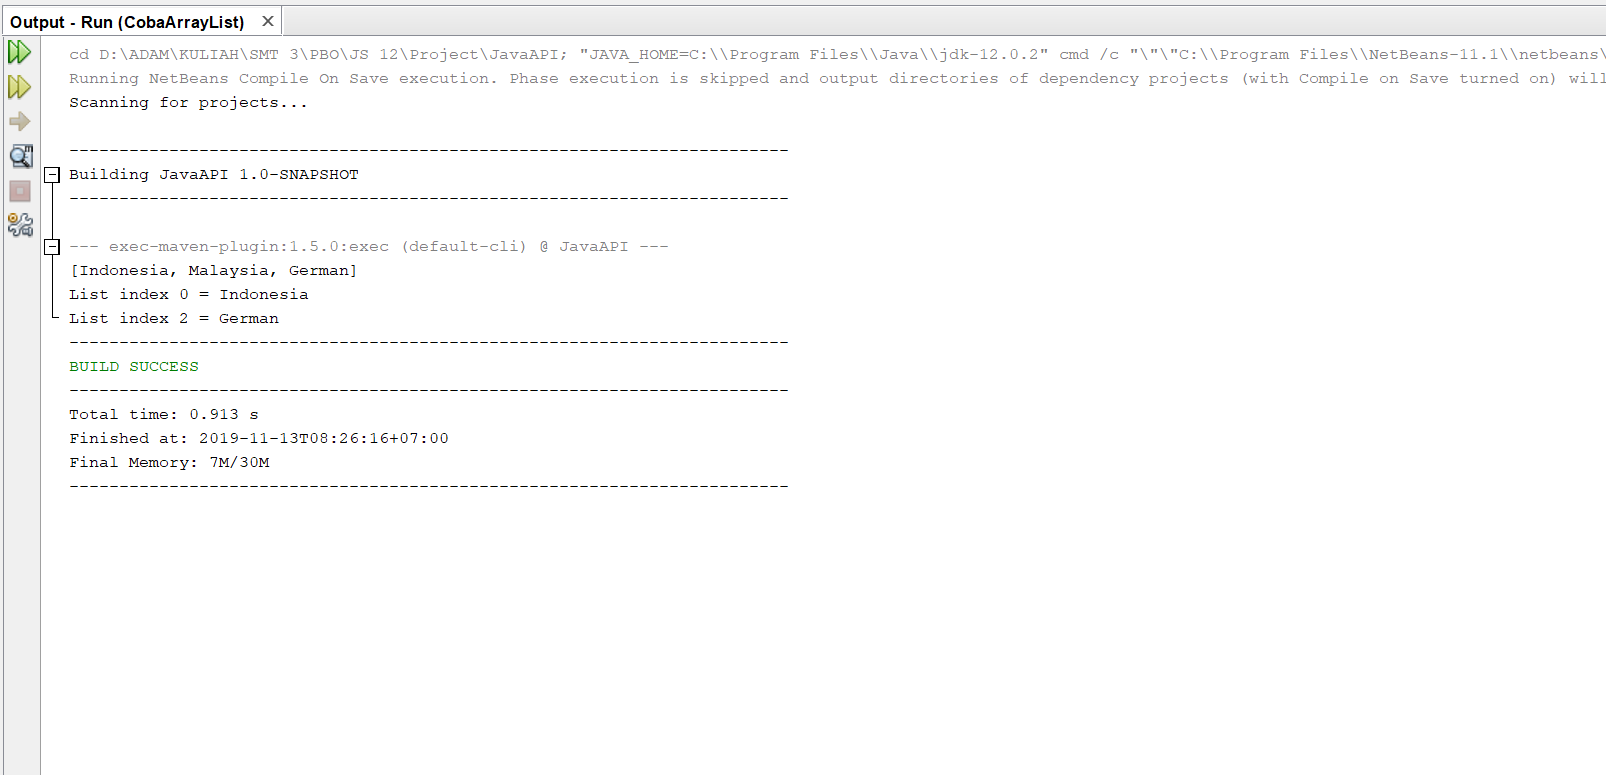 Output - Run (CobaArrayList)
cd D:\ADAM\KULIAH\SMT 3\PBO\JS 12\Project\JavaAPI; "JAVA_HOME=C:\\Program Files\\Java\\jdk-12.0.2" cmd /c "\"\"C:\\Program Files\\NetBeans-11.1\\netbeans\
Running NetBeans Compile On Save execution. Phase execution is skipped and output directories of dependency projects (with Compile on Save turned on) will
Scanning for projects...
------------------------------------------------------------------------
Building JavaAPI 1.0-SNAPSHOT
------------------------------------------------------------------------
--- exec-maven-plugin:1.5.0:exec (default-cli) @ JavaAPI ---
[Indonesia, Malaysia, German]
List index 0 = Indonesia
List index 2 = German
------------------------------------------------------------------------
BUILD SUCCESS
------------------------------------------------------------------------
Total time: 0.913 s
Finished at: 2019-11-13T08:26:16+07:00
Final Memory: 7M/30M
------------------------------------------------------------------------